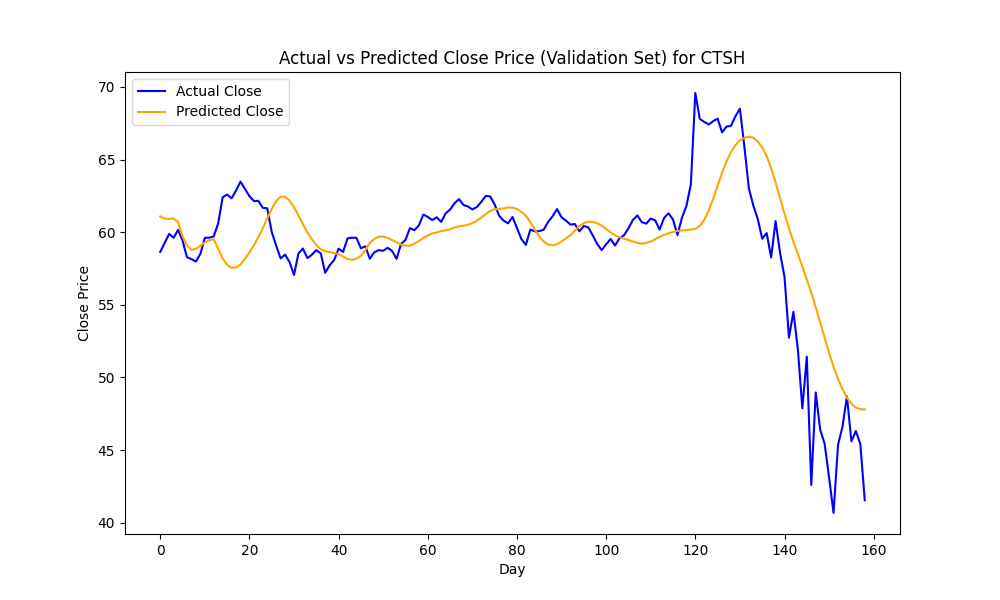 Actual vs Predicted Close Price (Validation Set) for CTSH
Actual Close
Predicted Close
70
65
60
55
50
45
40
Close Price
0 20 40 60 80 100 120 140 160
Day